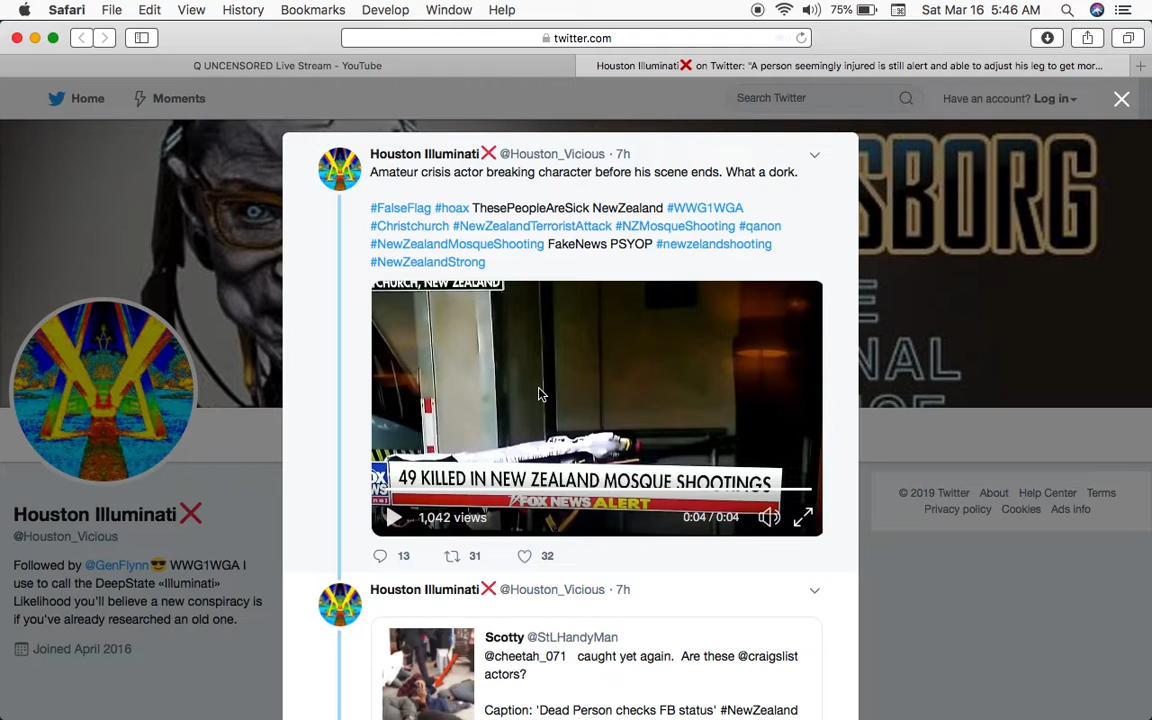 Safari File Edit View History Bookmarks Develop Window Help 75% Sat Mar 16 5:46 AM
twitter.com
Q UNCENSORED Live Stream - YouTube
Houston Illuminati❌ on Twitter: "A person seemingly injured is still alert and able to adjust his leg to get mor...
Home Moments Search Twitter Have an account? Log in
Houston Illuminati❌ @Houston_Vicious · 7h
Amateur crisis actor breaking character before his scene ends. What a dork.
#FalseFlag #hoax ThesePeopleAreSick NewZealand #WWG1WGA
#Christchurch #NewZealandTerroristAttack #NZMosqueShooting #qanon
#NewZealandMosqueShooting FakeNews PSYOP #newzelandshooting
#NewZealandStrong
CHURCH, NEW ZEALAND
49 KILLED IN NEW ZEALAND MOSQUE SHOOTINGS
FOX NEWS ALERT
1,042 views 0:04 / 0:04
13 31 32
Houston Illuminati❌ @Houston_Vicious · 7h
Scotty @StLHandyMan
@cheetah_071 caught yet again. Are these @craigslist
actors?
Caption: 'Dead Person checks FB status' #NewZealand
Houston Illuminati❌
@Houston_Vicious
Followed by @GenFlynn😎 WWG1WGA I
use to call the DeepState «Illuminati»
Likelihood you'll believe a new conspiracy is
if you've already researched an old one.
Joined April 2016
© 2019 Twitter About Help Center Terms
Privacy policy Cookies Ads info
SBORG
E
NAL